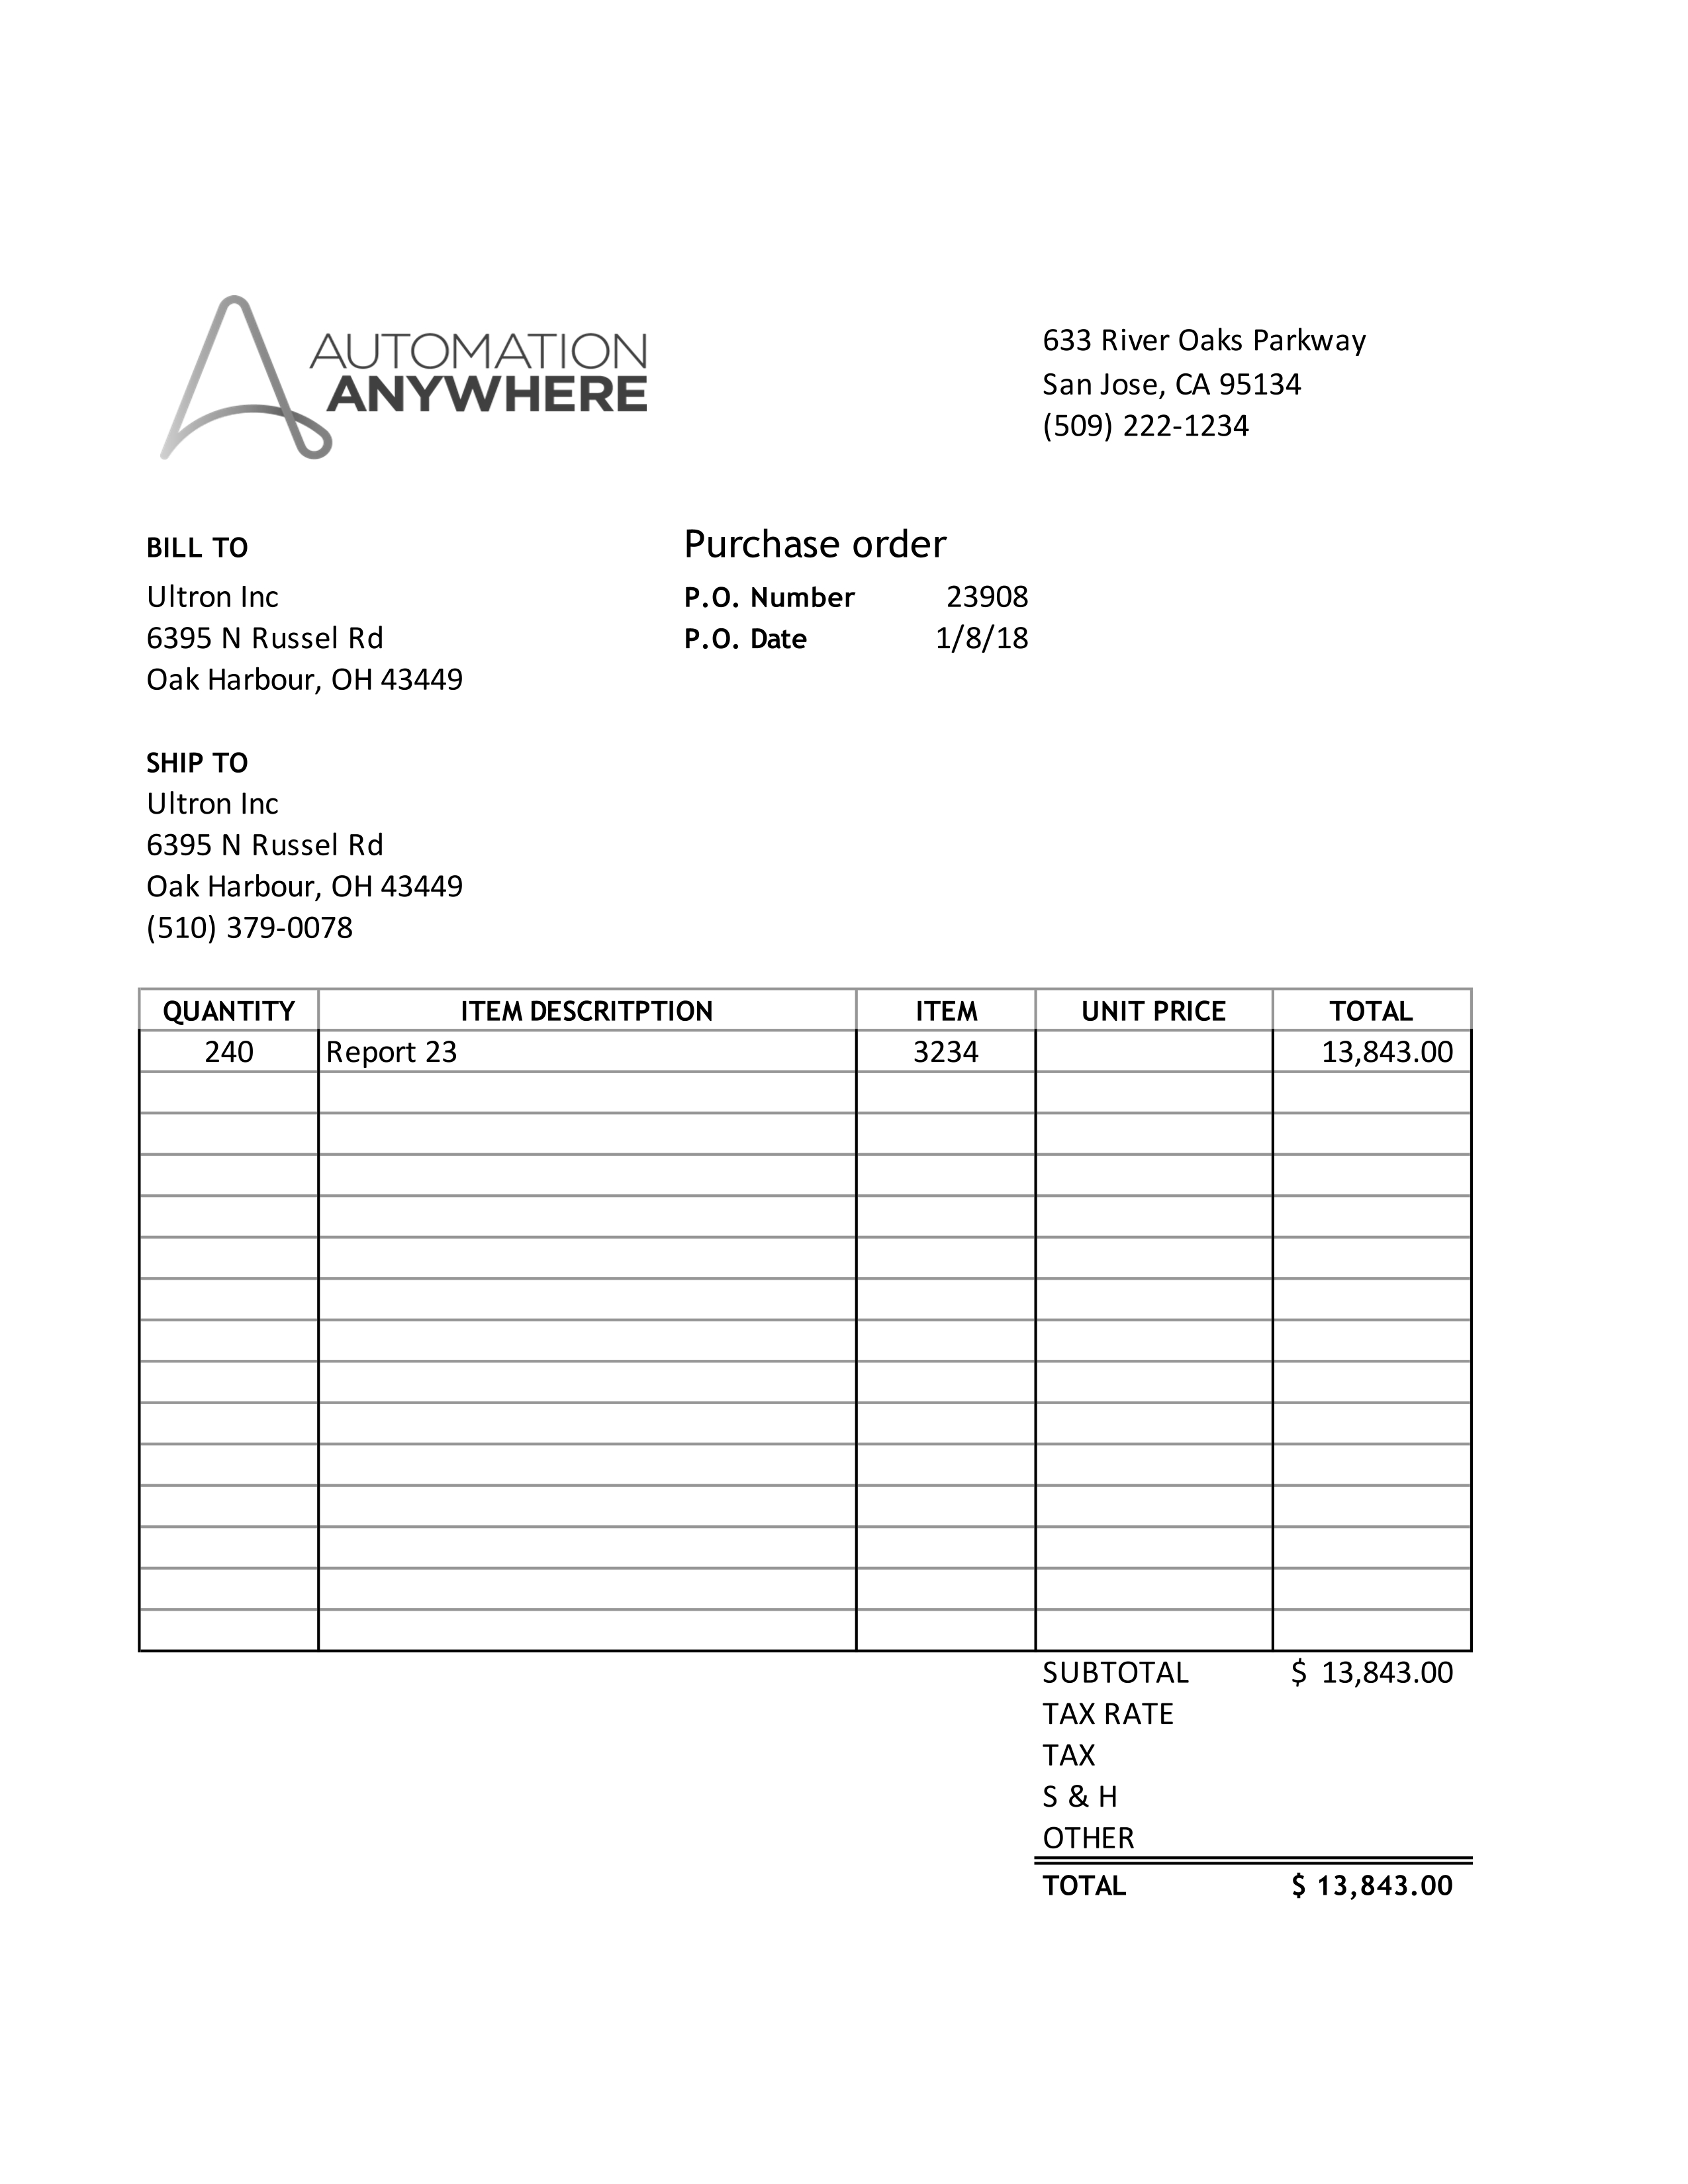 AUTOMATION
ANYWHERE
633 River Oaks Parkway
San Jose, CA 95134
(509) 222-1234
BILL TO
Purchase order
Ultron Inc
P.O. Number 23908
6395 N Russel Rd
P.O. Date 1/8/18
Oak Harbour, OH 43449
SHIP TO
Ultron Inc
6395 N Russel Rd
Oak Harbour, OH 43449
(510) 379-0078
QUANTITY ITEM DESCRITPTION ITEM UNIT PRICE TOTAL
240 Report 23 3234 13,843.00
SUBTOTAL $ 13,843.00
TAX RATE
TAX
S & H
OTHER
TOTAL $ 13,843.00